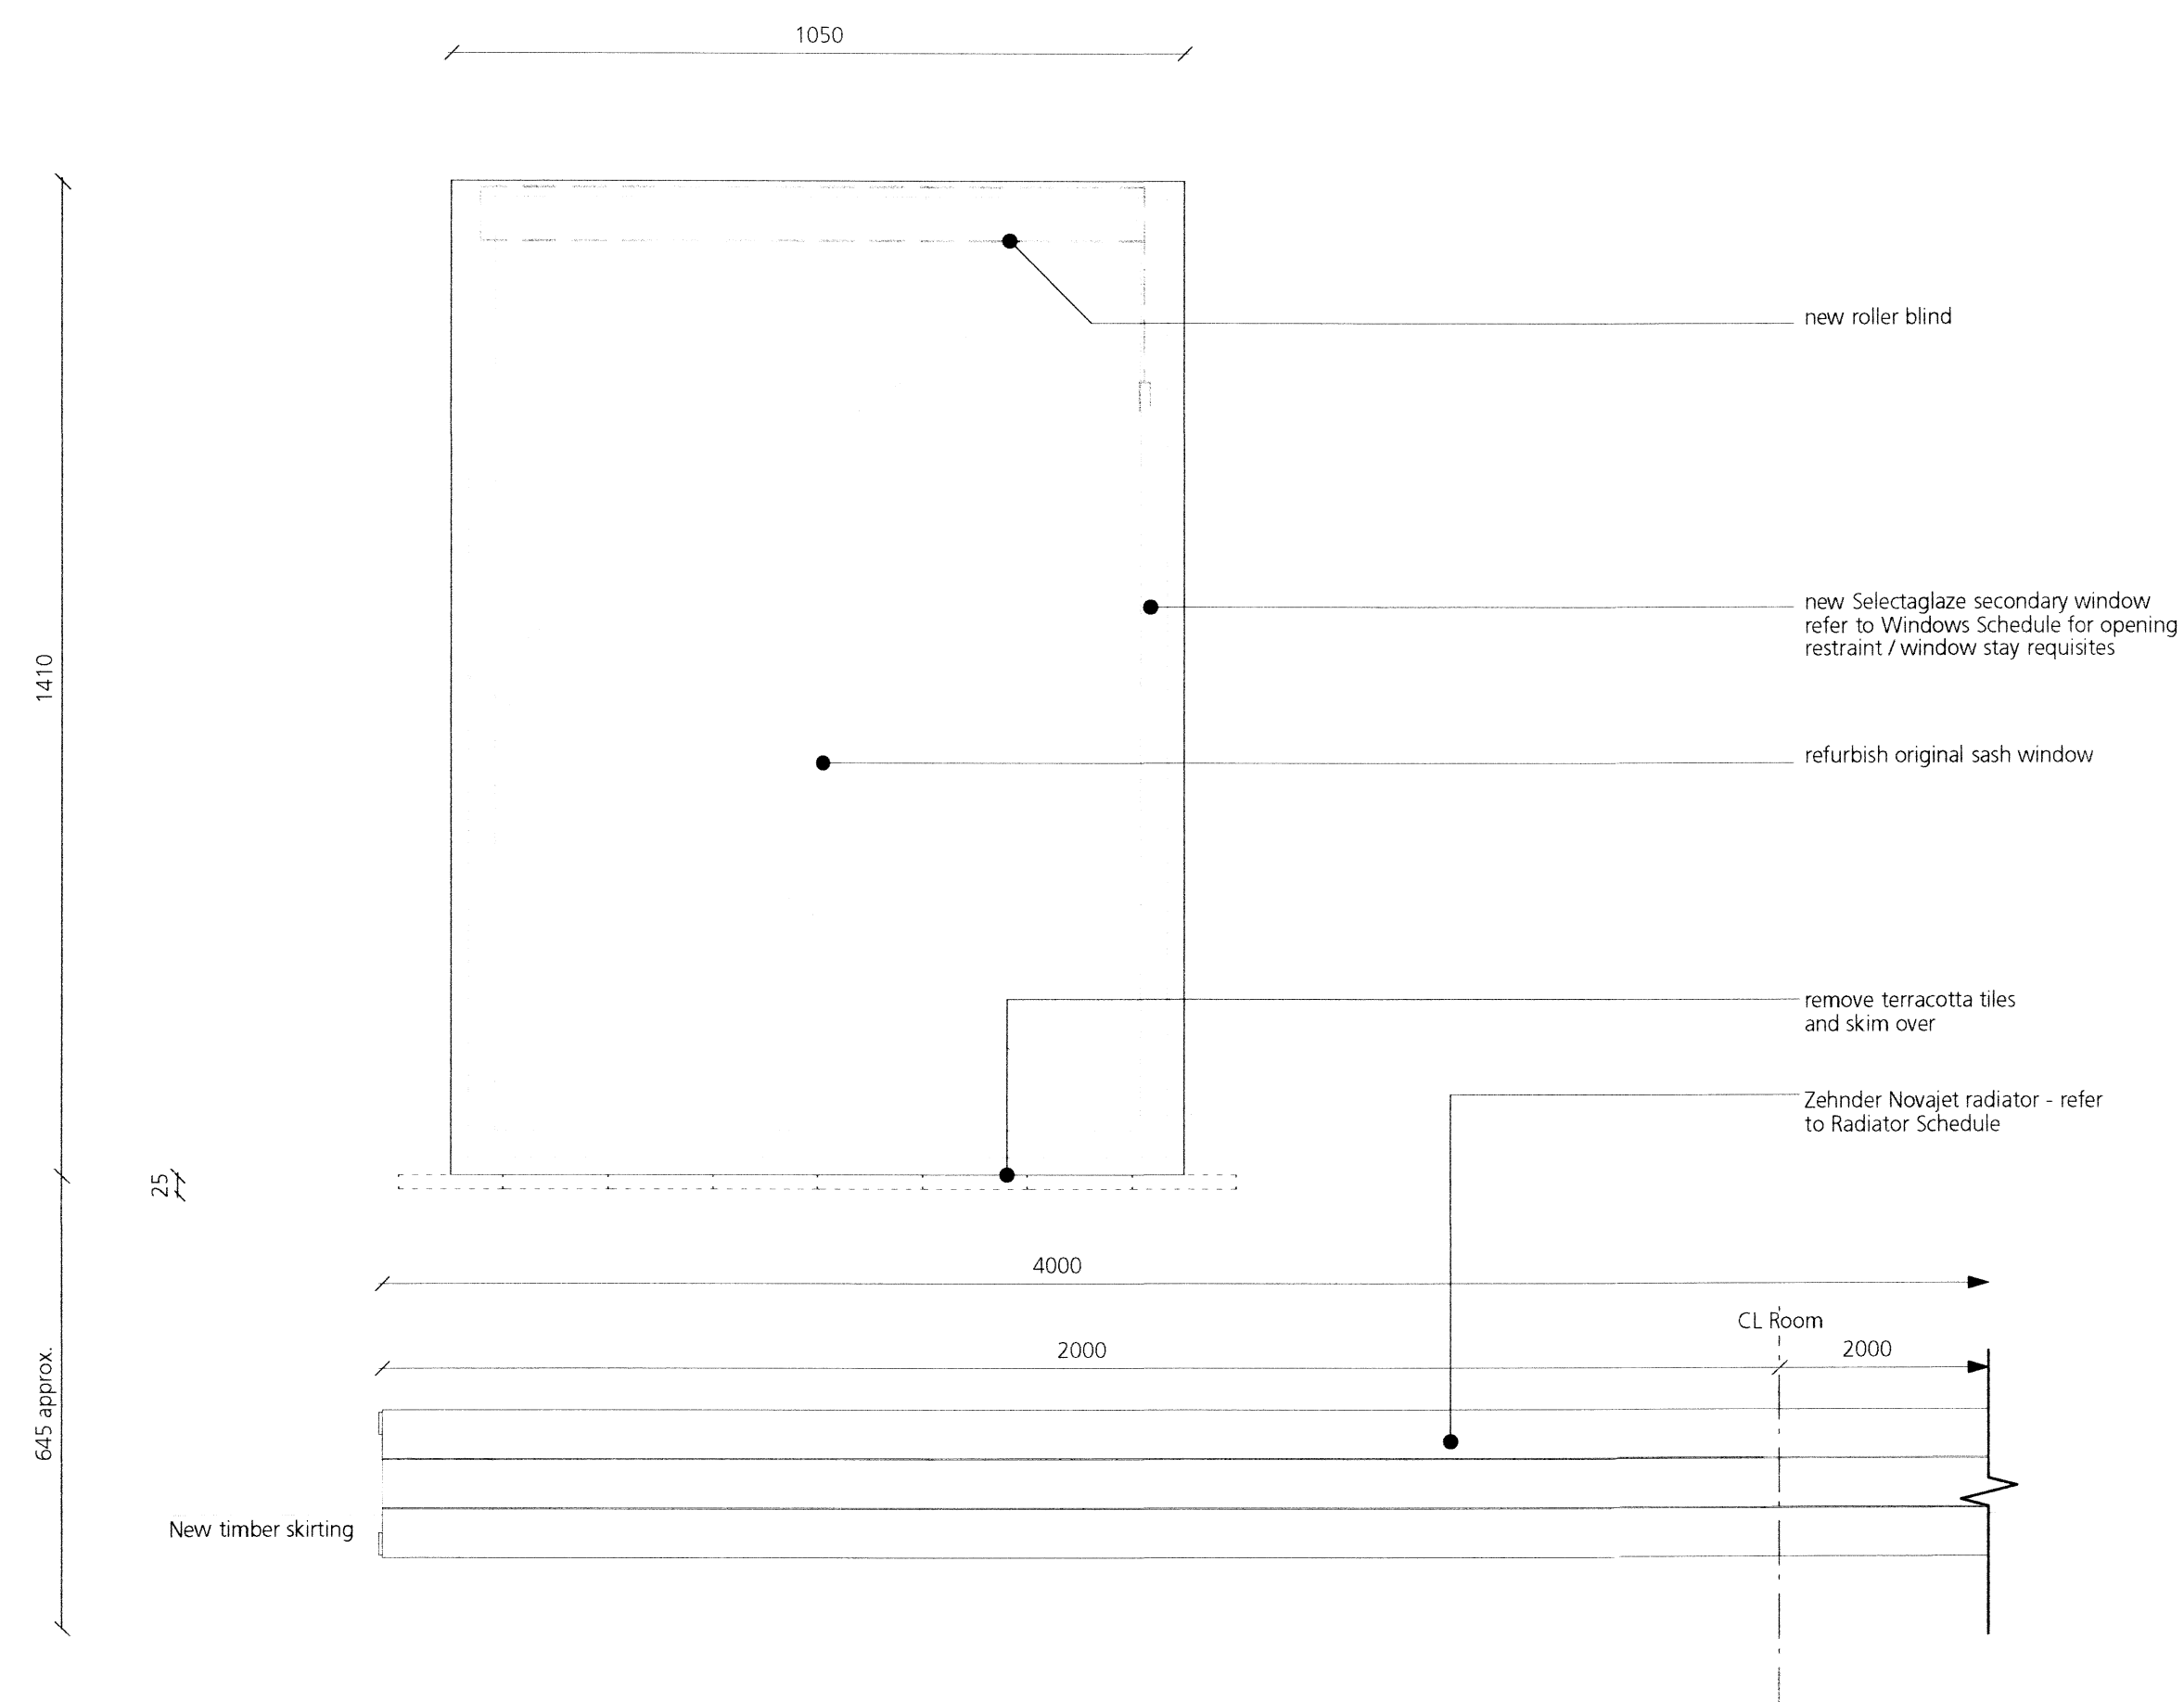 1050
new roller blind
new Selectaglaze secondary window
refer to Windows Schedule for opening
restraint / window stay requisites
1410
refurbish original sash window
remove terracotta tiles
and skim over
Zehnder Novajet radiator - refer
to Radiator Schedule
25
4000
CL Room
2000
2000
645 approx.
New timber skirting